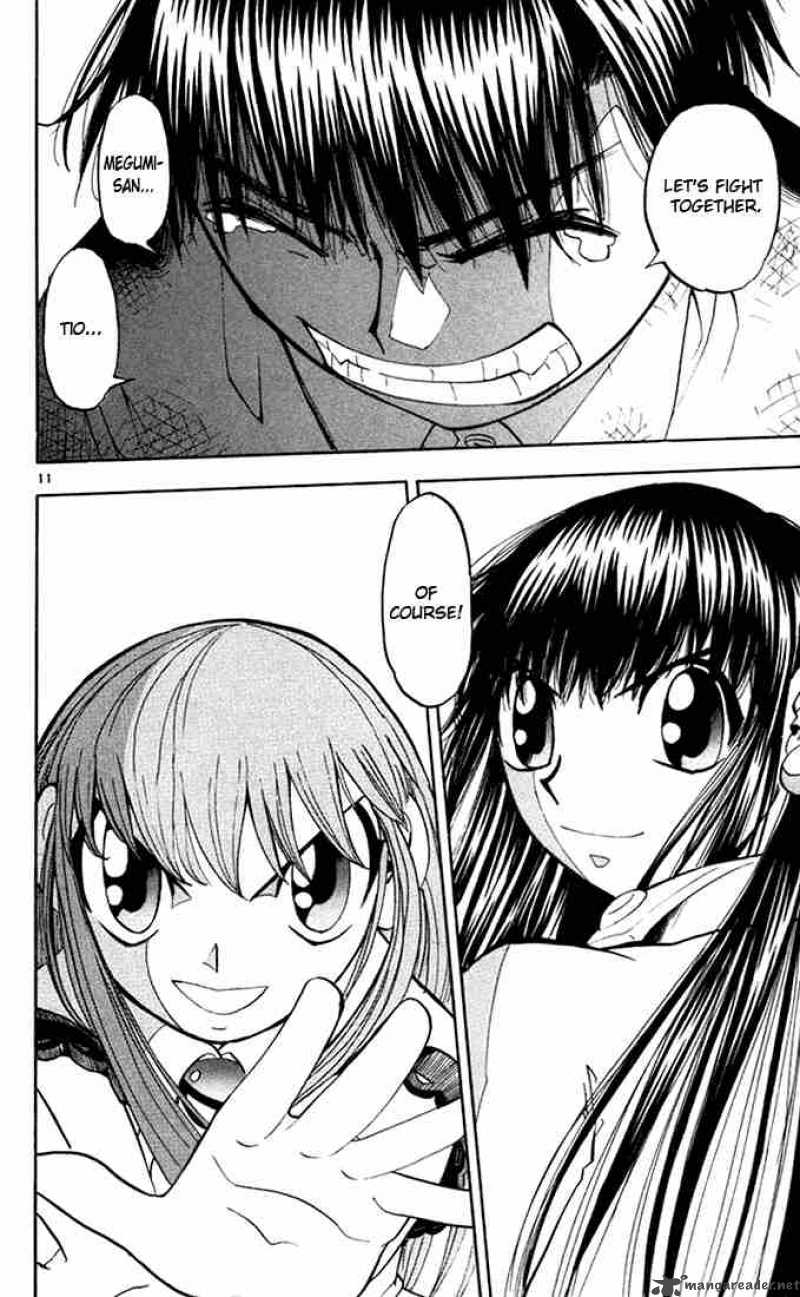 LET'S FIGHT
TOGETHER.
MEGUMI-
SAN...
TIO...
11
OF
COURSE!
mangareader.net